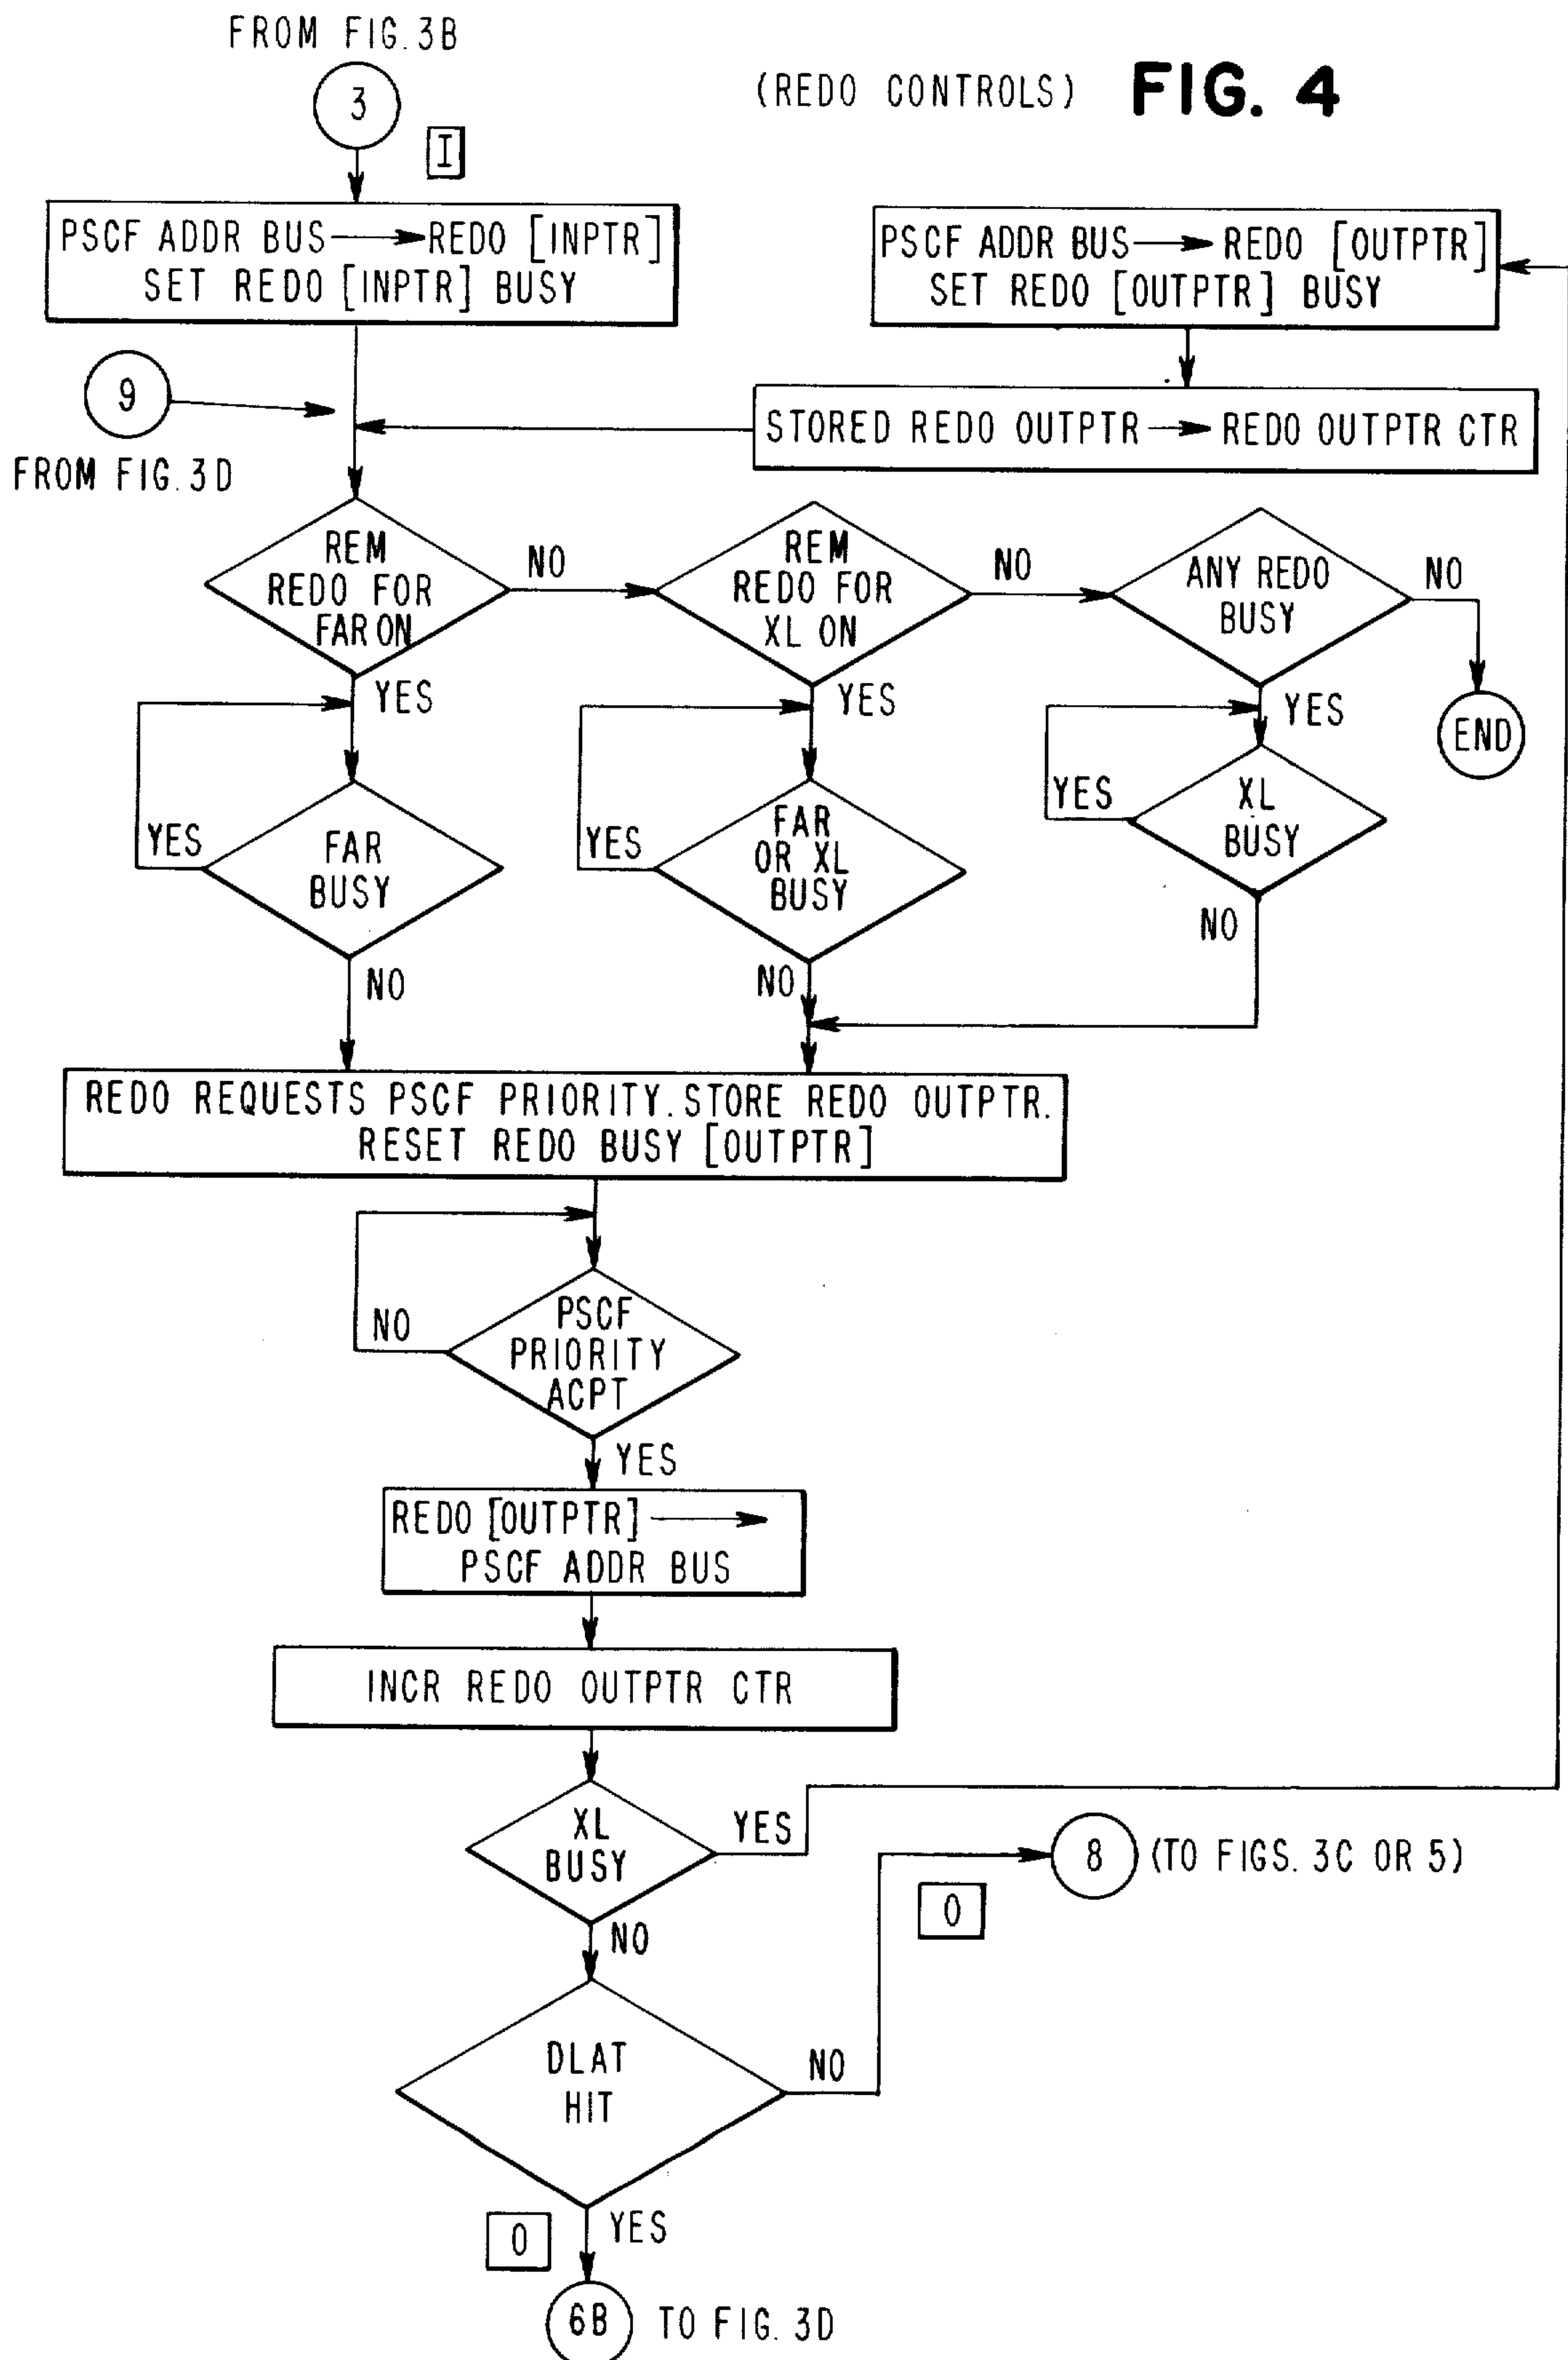 FROM FIG. 3B
3
(REDO CONTROLS) FIG. 4
I
PSCF ADDR BUS → REDO [INPTR]
SET REDO [INPTR] BUSY
PSCF ADDR BUS → REDO [OUTPTR]
SET REDO [OUTPTR] BUSY
9
FROM FIG. 3D
STORED REDO OUTPTR → REDO OUTPTR CTR
REM
REDO FOR
FAR ON
NO
REM
REDO FOR
XL ON
NO
ANY REDO
BUSY
NO
YES
YES
YES
END
YES
FAR
BUSY
YES
FAR
OR XL
BUSY
YES
XL
BUSY
NO
NO
NO
REDO REQUESTS PSCF PRIORITY. STORE REDO OUTPTR.
RESET REDO BUSY [OUTPTR]
NO
PSCF
PRIORITY
ACPT
YES
REDO [OUTPTR] →
PSCF ADDR BUS
INCR REDO OUTPTR CTR
XL
BUSY
YES
8 (TO FIGS. 3C OR 5)
O
NO
DLAT
HIT
NO
O
YES
6B TO FIG. 3D